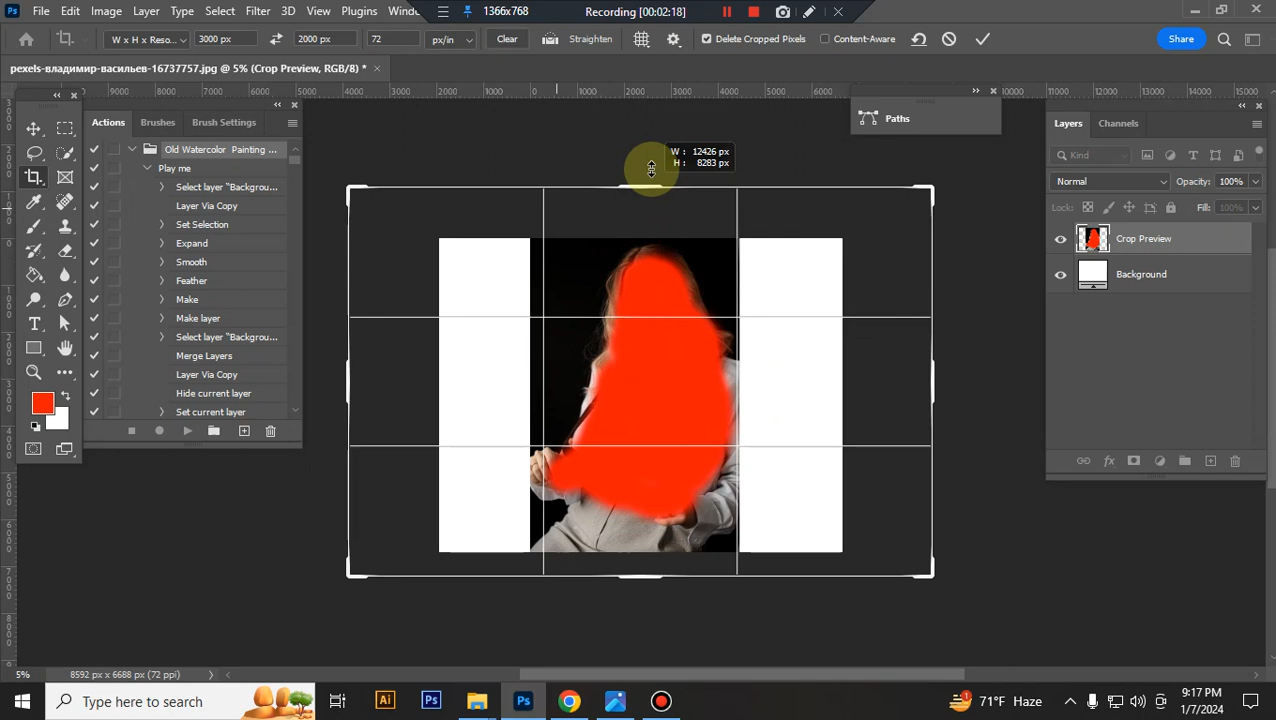 Ps File Edit Image Layer Type Select Filter 3D View Plugins
1366x768 Recording [00:02:18]
W x H x Reso... 3000 px 2000 px 72 px/in Clear Straighten Delete Cropped Pixels Content-Aware Share
pexels-владимир-васильев-16737757.jpg @ 5% (Crop Preview, RGB/8) *
Actions Brushes Brush Settings
Old Watercolor Painting ...
Play me
Select layer "Backgrou...
Layer Via Copy
Set Selection
Expand
Smooth
Feather
Make
Make layer
Select layer "Backgrou...
Merge Layers
Layer Via Copy
Hide current layer
Set current layer
W : 12426 px
H : 8283 px
Paths
Layers Channels
Kind
Normal Opacity: 100%
Lock: Fill: 100%
Crop Preview
Background
5% 8592 px x 6688 px (72 ppi)
Type here to search
Ai Ps Ps
71°F Haze
9:17 PM
1/7/2024